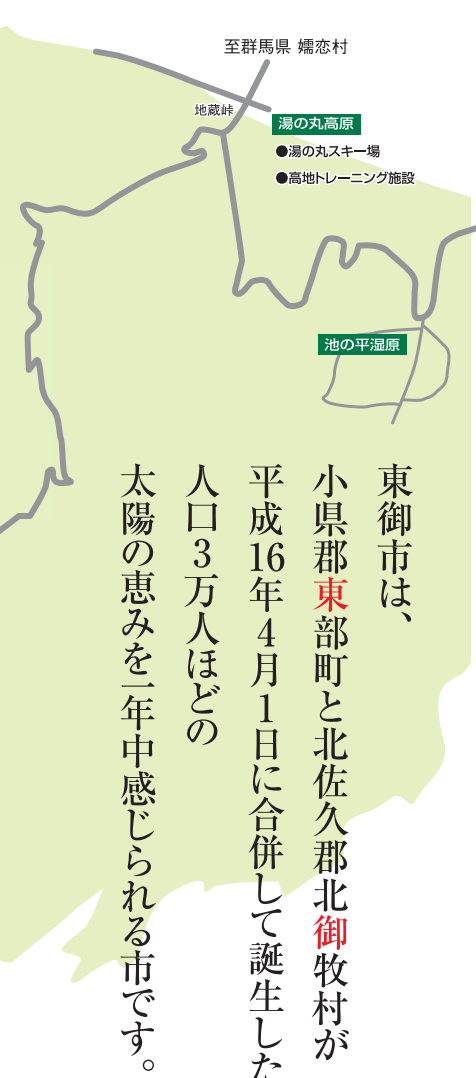 至群馬県 嬬恋村
地蔵峠
湯の丸高原
●湯の丸スキー場
●高地トレーニング施設
池の平湿原
東御市は、
小県郡東部町と北佐久郡北御牧村が
平成16年4月1日に合併して誕生した
人口3万人ほどの
太陽の恵みを一年中感じられる市です。